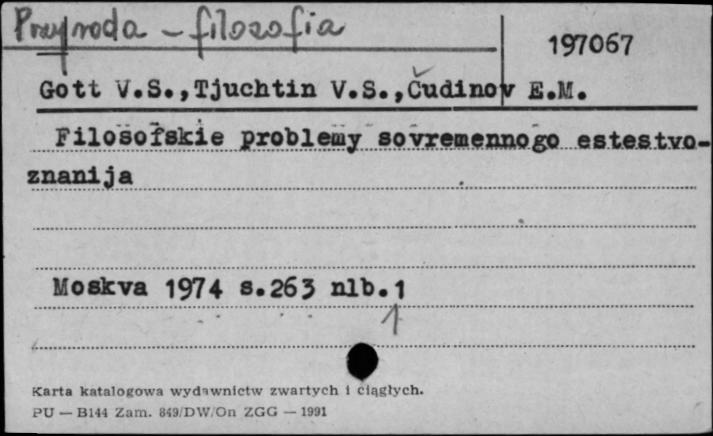 Przyroda - filozofia
197067
Gott V.S.,Tjuchtin V.S.,Čudinov E.M.
Filosofskie problemy sovremennogo estestvo-
znanija
Moskva 1974 s.263 nlb.1
1
Karta katalogowa wydawnictw zwartych i ciągłych.
PU — B144 Zam. 849/DW/On ZGG — 1991